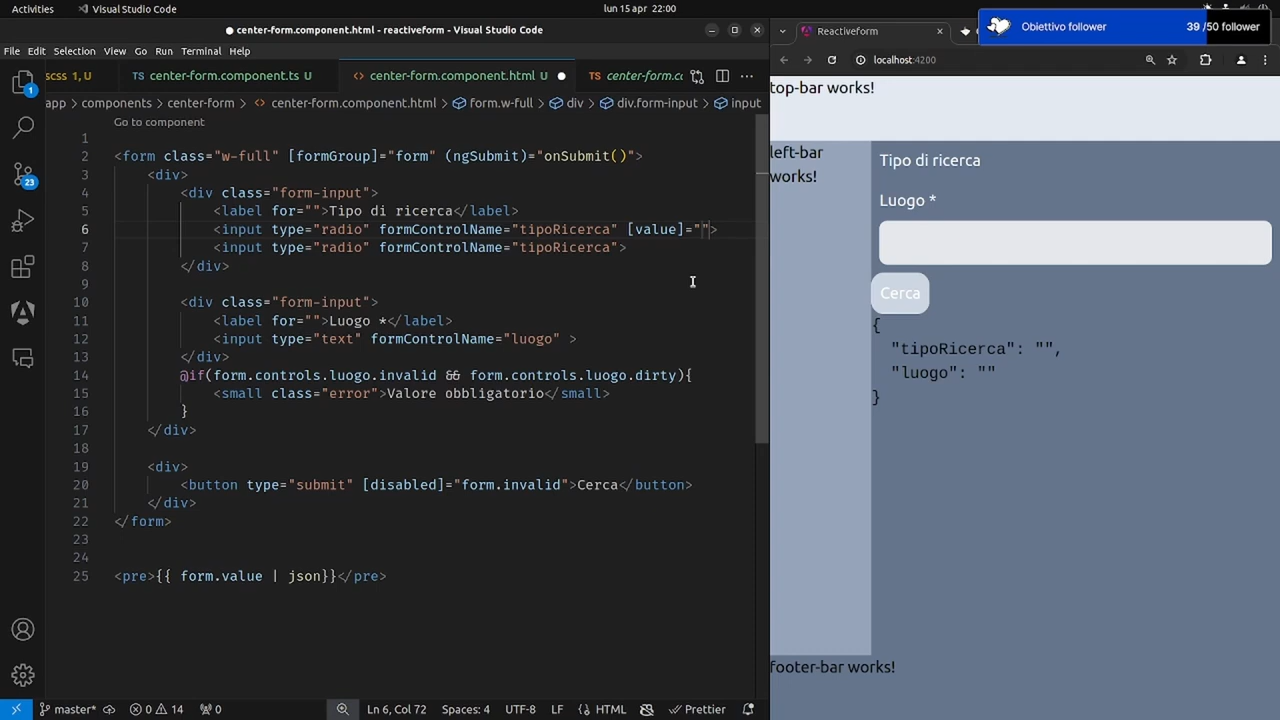 Activities
Visual Studio Code
lun 15 apr 22:00
center-form.component.html - reactiveform - Visual Studio Code
File Edit Selection View Go Run Terminal Help
scss 1, U
center-form.component.ts U
center-form.component.html U
center-form.cc
app > components > center-form > center-form.component.html > form.w-full > div > div.form-input > input
Go to component
1
2 <form class="w-full" [formGroup]="form" (ngSubmit)="onSubmit()">
3 <div>
4 <div class="form-input">
5 <label for="">Tipo di ricerca</label>
6 <input type="radio" formControlName="tipoRicerca" [value]="">
7 <input type="radio" formControlName="tipoRicerca">
8 </div>
9
10 <div class="form-input">
11 <label for="">Luogo *</label>
12 <input type="text" formControlName="luogo" >
13 </div>
14 @if(form.controls.luogo.invalid && form.controls.luogo.dirty){
15 <small class="error">Valore obbligatorio</small>
16 }
17 </div>
18
19 <div>
20 <button type="submit" [disabled]="form.invalid">Cerca</button>
21 </div>
22 </form>
23
24
25 <pre>{{ form.value | json}}</pre>
1
23
master*
0
14
0
Ln 6, Col 72
Spaces: 4
UTF-8
LF
HTML
Prettier
Reactiveform
Obiettivo follower
39 /50 follower
localhost:4200
top-bar works!
left-bar
works!
Tipo di ricerca
Luogo *
Cerca
{
"tipoRicerca": "",
"luogo": ""
}
footer-bar works!